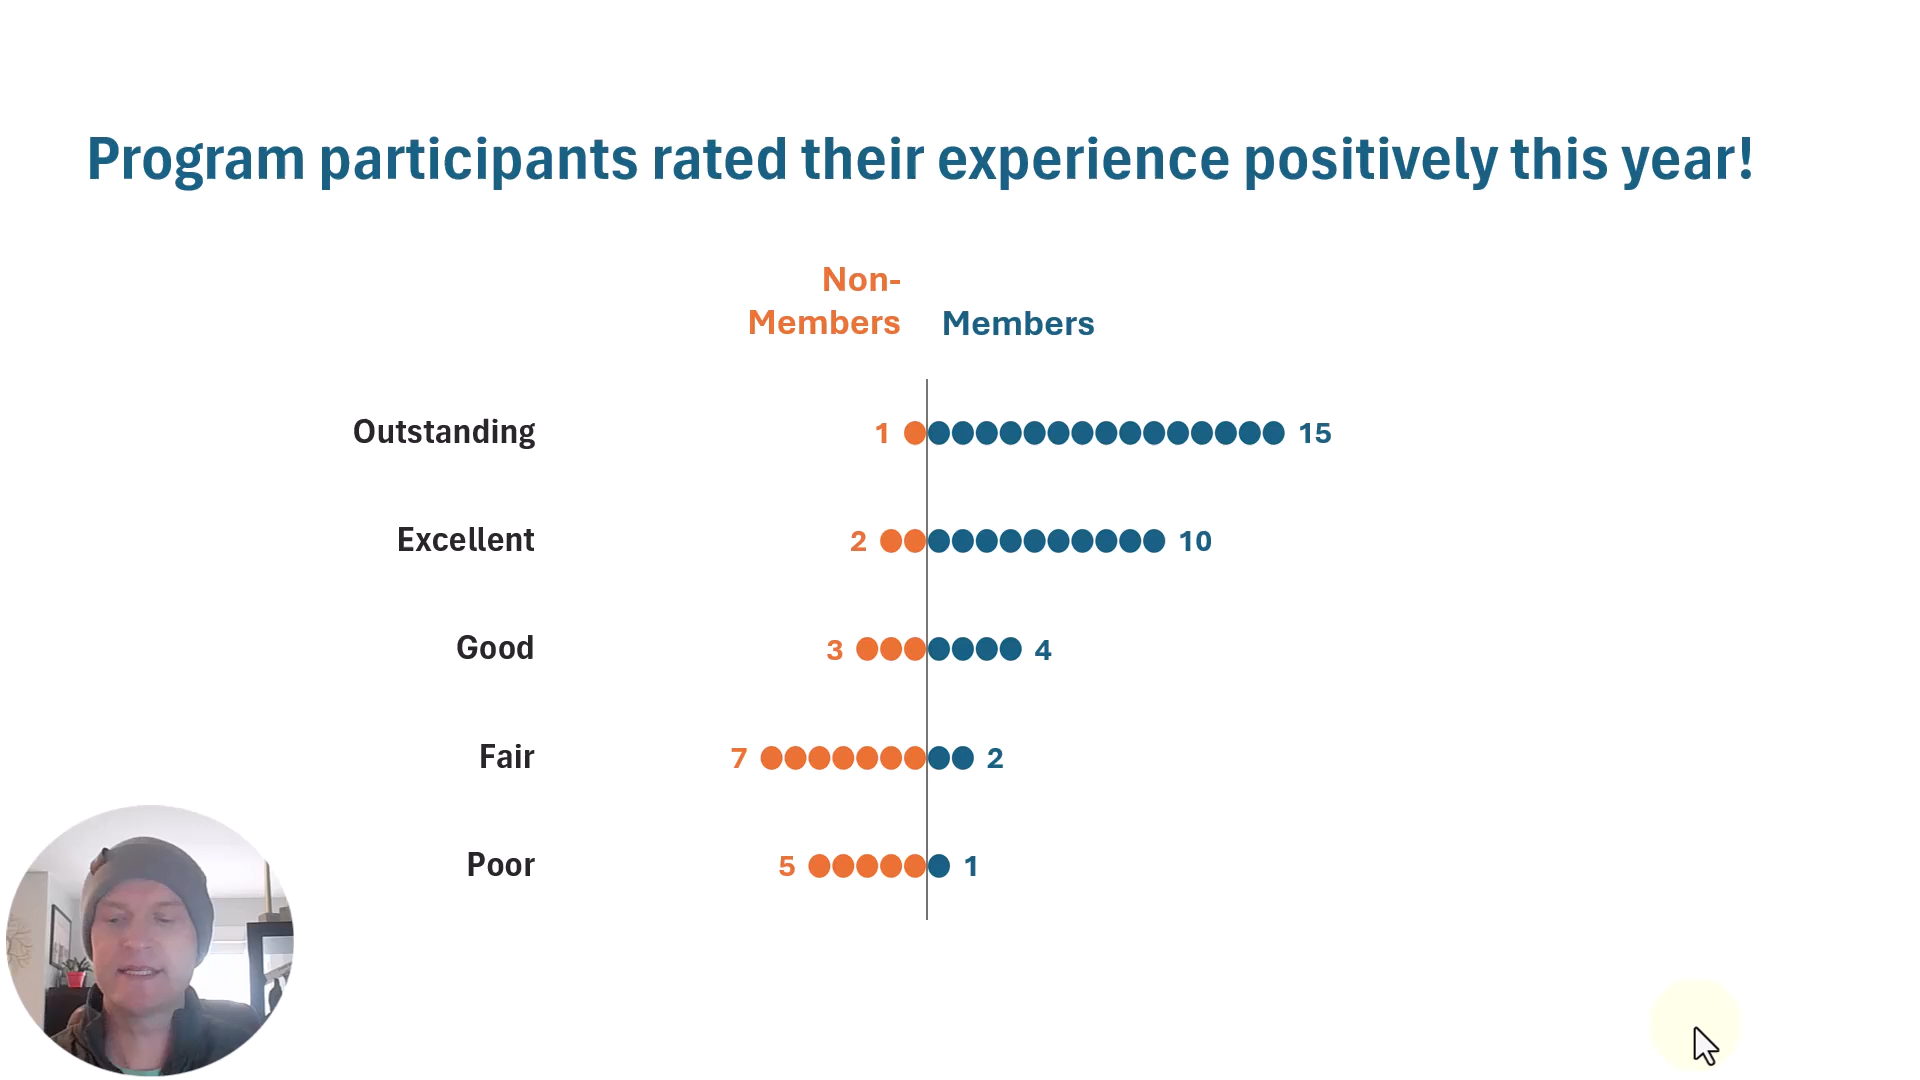 Program participants rated their experience positively this year!
Non-
Members
Members
Outstanding 1 15
Excellent 2 10
Good 3 4
Fair 7 2
Poor 5 1